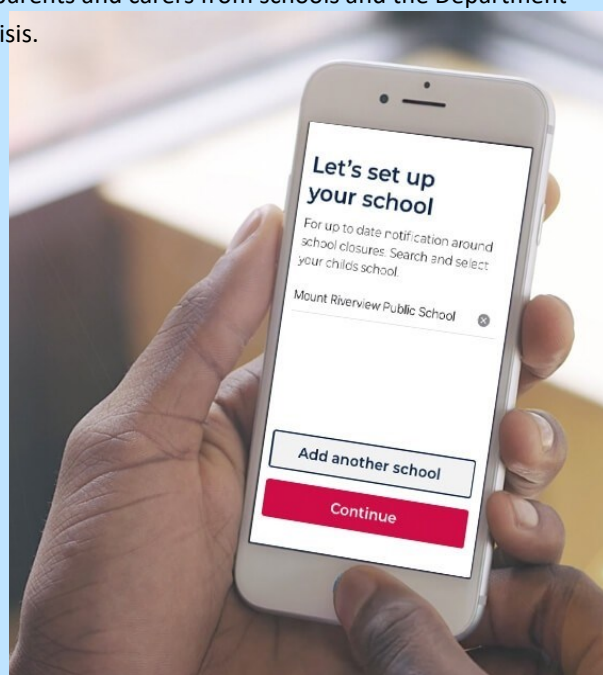 parents and carers from schools and the Department
isis.
Let's set up
your school
For up to date notification around
school closures. Search and select
your childs school.
Mount Riverview Public School
Add another school
Continue